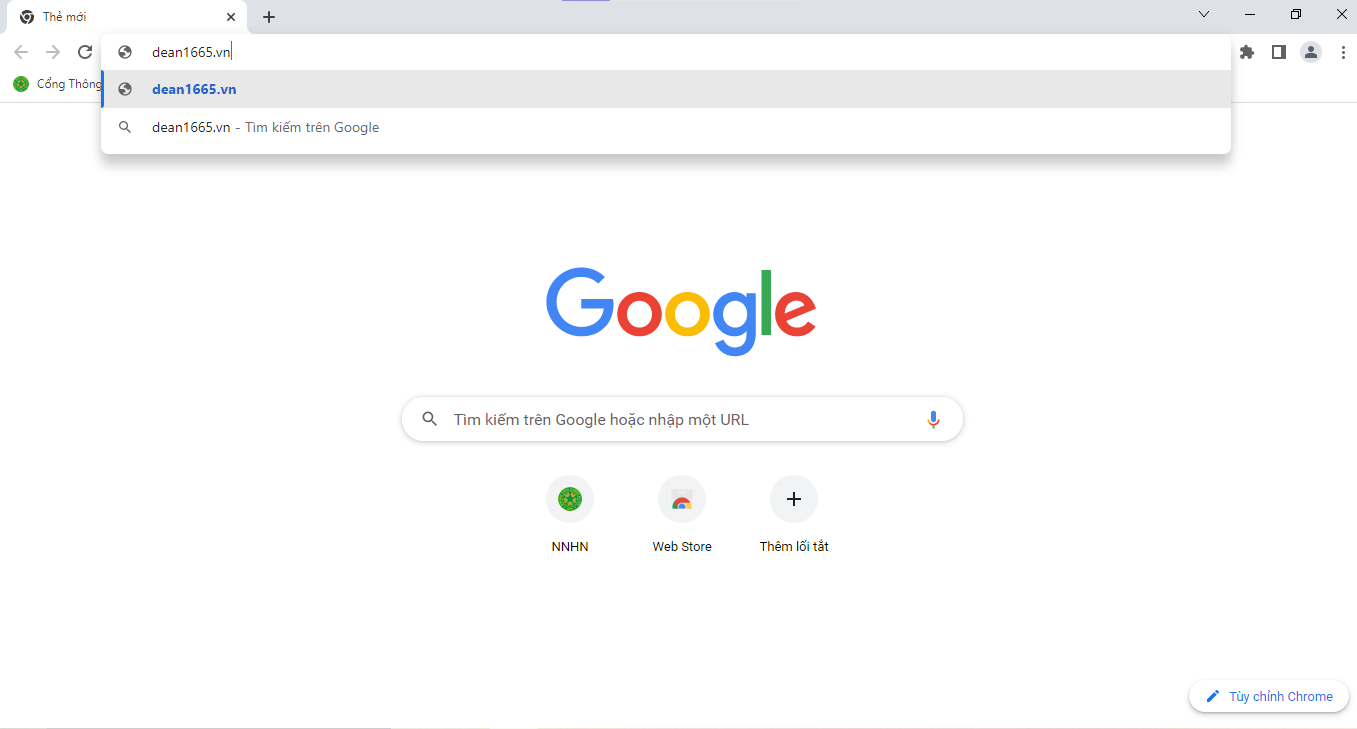 Thẻ mới
dean1665.vn
Cổng Thông
dean1665.vn
dean1665.vn - Tìm kiếm trên Google
Google
Tìm kiếm trên Google hoặc nhập một URL
NNHN
Web Store
Thêm lối tắt
Tùy chỉnh Chrome